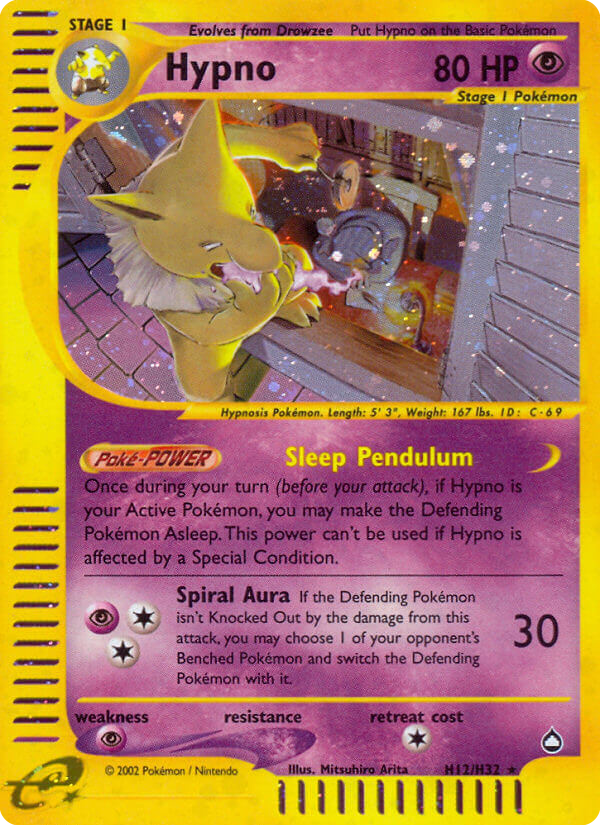 STAGE 1
Evolves from Drowzee Put Hypno on the Basic Pokémon
Hypno 80 HP
Stage 1 Pokémon
Hypnosis Pokémon. Length: 5' 3", Weight: 167 lbs. ID: C-69
Poké-POWER Sleep Pendulum
Once during your turn (before your attack), if Hypno is
your Active Pokémon, you may make the Defending
Pokémon Asleep. This power can't be used if Hypno is
affected by a Special Condition.
Spiral Aura If the Defending Pokémon
isn't Knocked Out by the damage from this
attack, you may choose 1 of your opponent's
Benched Pokémon and switch the Defending
Pokémon with it.
30
weakness resistance retreat cost
© 2002 Pokémon / Nintendo Illus. Mitsuhiro Arita H12/H32 ★
e